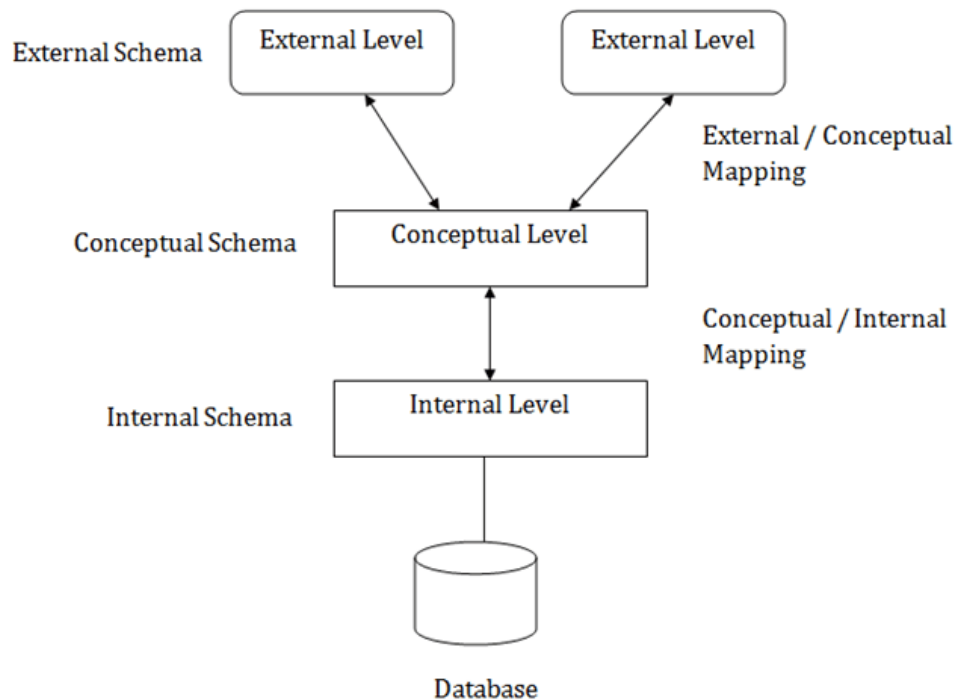 External Level
External Level
External Schema
External / Conceptual
Mapping
Conceptual Level
Conceptual Schema
Conceptual / Internal
Mapping
Internal Level
Internal Schema
Database